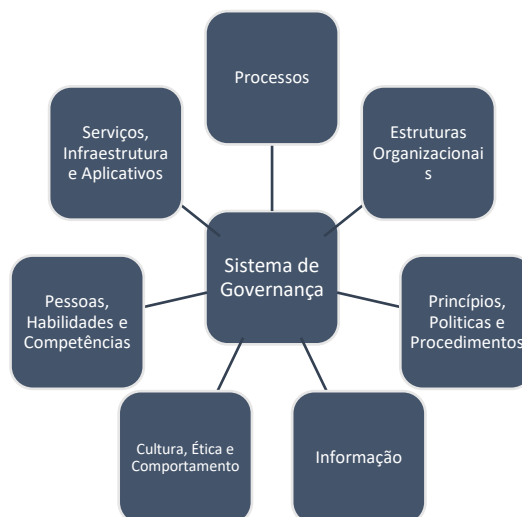 Processos
Estruturas
Organizacionai
s
Princípios,
Politicas e
Procedimentos
Informação
Cultura, Ética e
Comportamento
Pessoas,
Habilidades e
Competências
Serviços,
Infraestrutura
e Aplicativos
Sistema de
Governança